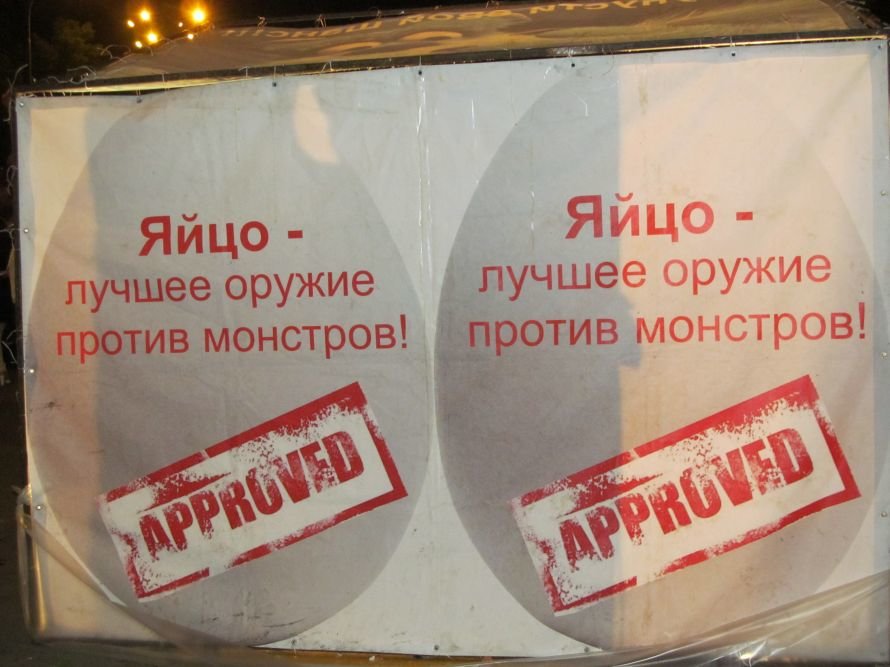 Яйцо -
лучшее оружие
против монстров!
APPROVED
Яйцо -
лучшее оружие
против монстров!
APPROVED